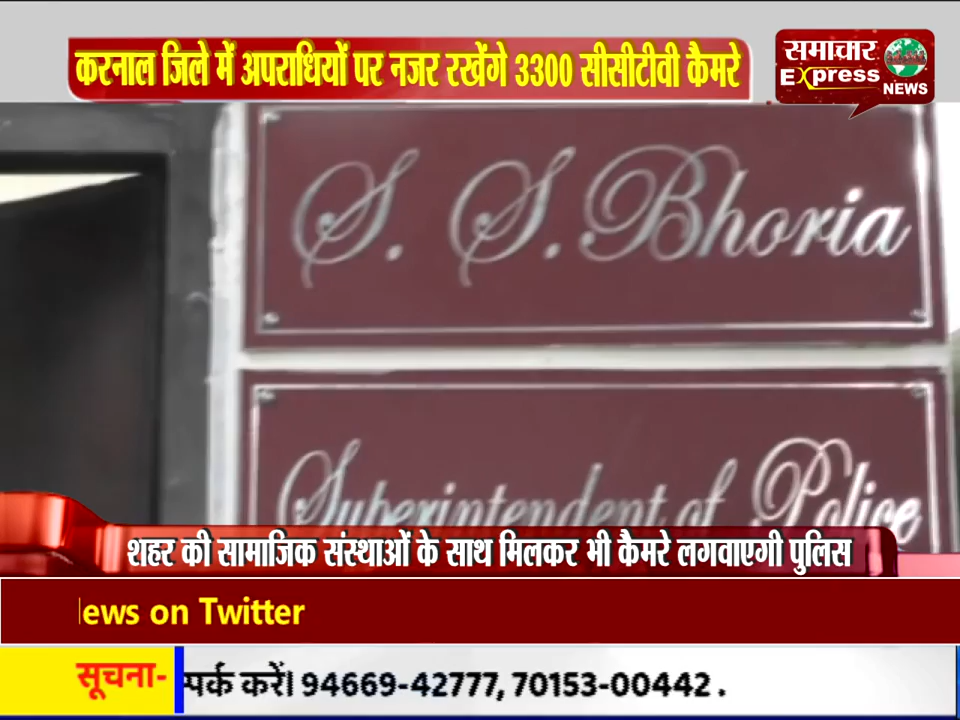 करनाल जिले में अपराधियों पर नजर रखेंगे 3300 सीसीटीवी कैमरे
समाचार
Express
NEWS
S. S. Bhoria
Superintendent of Police
शहर की सामाजिक संस्थाओं के साथ मिलकर भी कैमरे लगवाएगी पुलिस
ews on Twitter
सूचना- पर्क करें। 94669-42777, 70153-00442 .